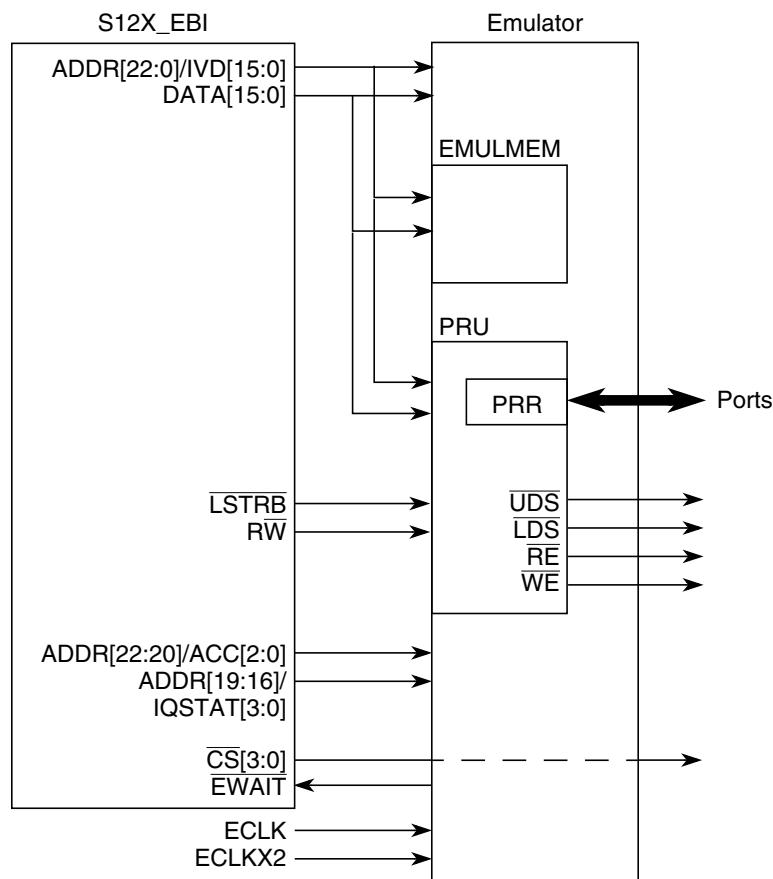 S12X_EBI
Emulator
ADDR[22:0]/IVD[15:0]
DATA[15:0]
EMULMEM
PRU
PRR
Ports
LSTRB
RW
UDS
LDS
RE
WE
ADDR[22:20]/ACC[2:0]
ADDR[19:16]/
IQSTAT[3:0]
CS[3:0]
EWAIT
ECLK
ECLKX2